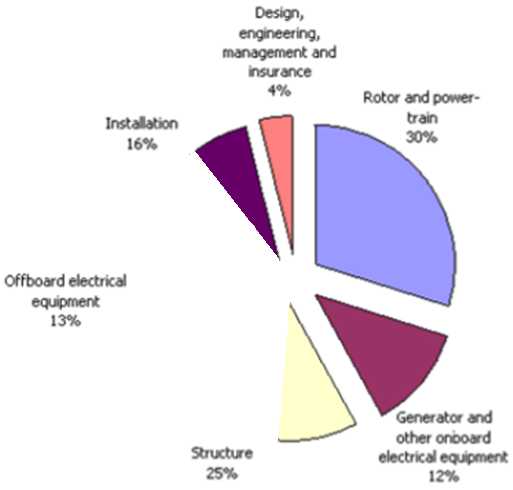 Design,
engineering,
management and
insurance
4%
Rotor and power-
train
30%
Installation
16%
Offboard electrical
equipment
13%
Generator and
other onboard
electrical equipment
12%
Structure
25%